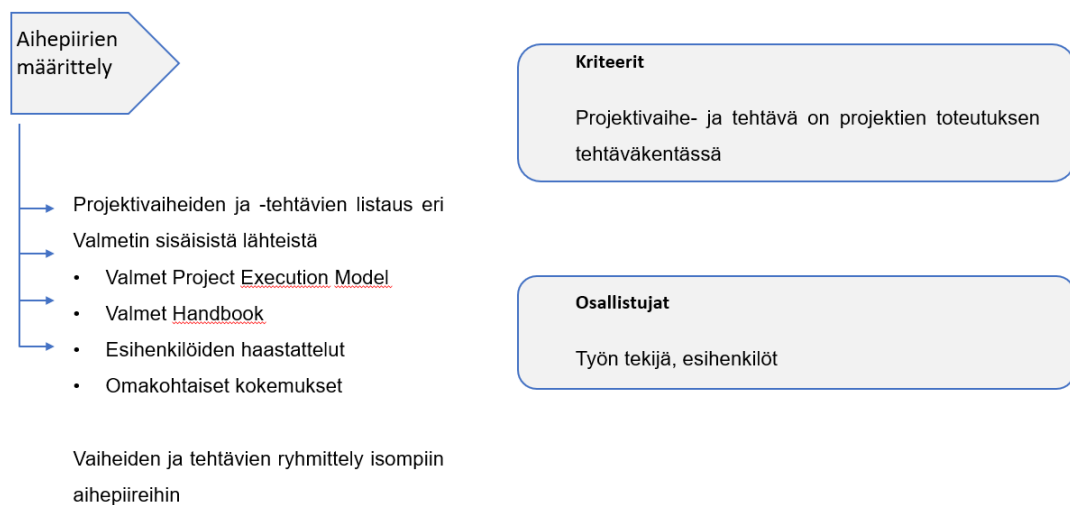 Aihepiirien
määrittely
Projektivaiheiden ja -tehtävien listaus eri
Valmetin sisäisistä lähteistä
• Valmet Project Execution Model
• Valmet Handbook
• Esihenkilöiden haastattelut
• Omakohtaiset kokemukset
Vaiheiden ja tehtävien ryhmittely isompiin
aihepiireihin
Kriteerit
Projektivaihe- ja tehtävä on projektien toteutuksen
tehtäväkentässä
Osallistujat
Työn tekijä, esihenkilöt